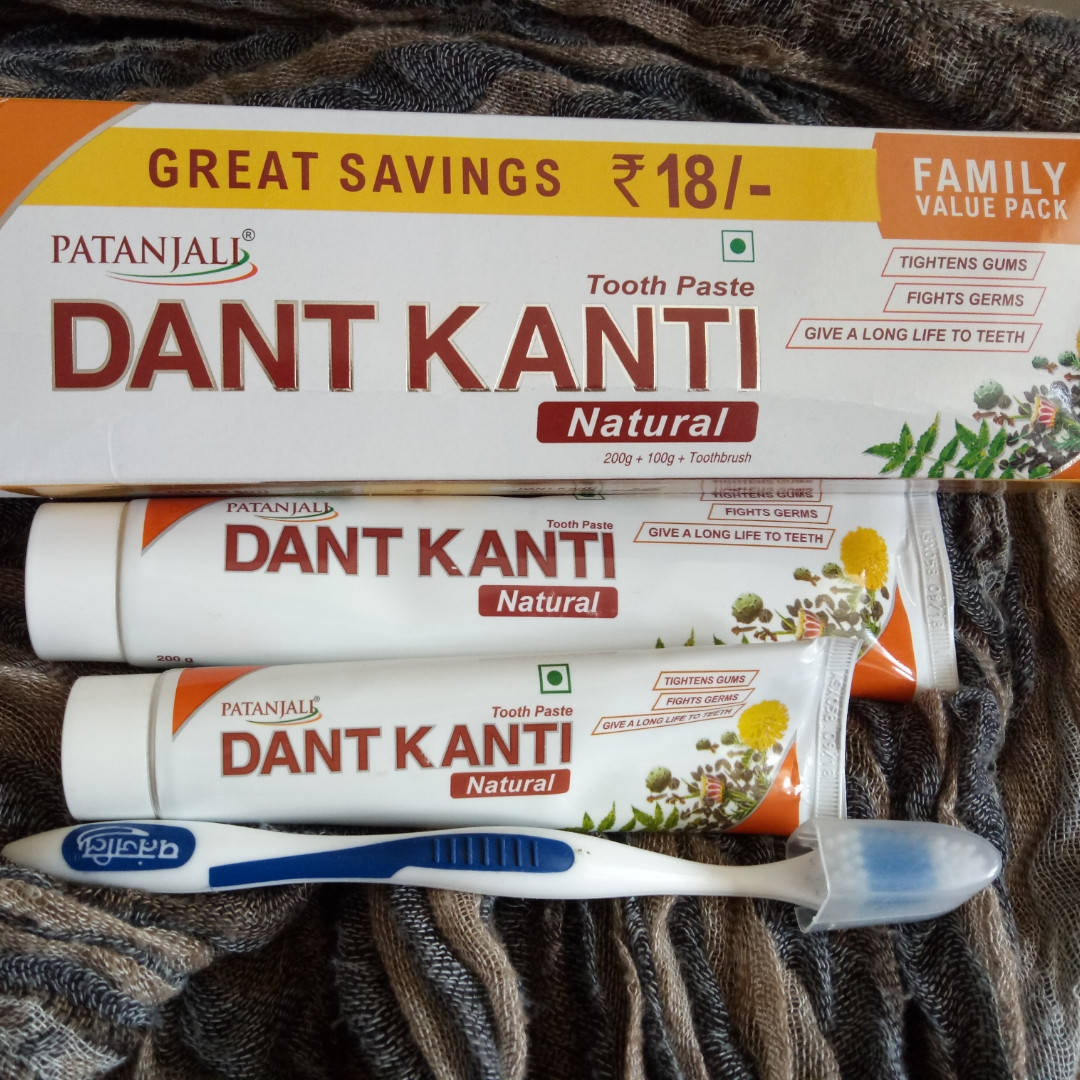 GREAT SAVINGS ₹18/-
FAMILY
VALUE PACK
PATANJALI®
Tooth Paste
DANT KANTI
Natural
200g + 100g + Toothbrush
TIGHTENS GUMS
FIGHTS GERMS
GIVE A LONG LIFE TO TEETH
PATANJALI
Tooth Paste
DANT KANTI
Natural
200 g
TIGHTENS GUMS
FIGHTS GERMS
GIVE A LONG LIFE TO TEETH
PATANJALI®
Tooth Paste
DANT KANTI
Natural
TIGHTENS GUMS
FIGHTS GERMS
GIVE A LONG LIFE TO TEETH
पतंजलि